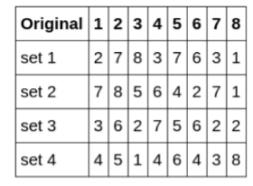 Original 1 2 3 4 5 6 7 8
set 1 2 7 8 3 7 6 3 1
set 2 7 8 5 6 4 2 7 1
set 3 3 6 2 7 5 6 2 2
set 4 4 5 1 4 6 4 3 8